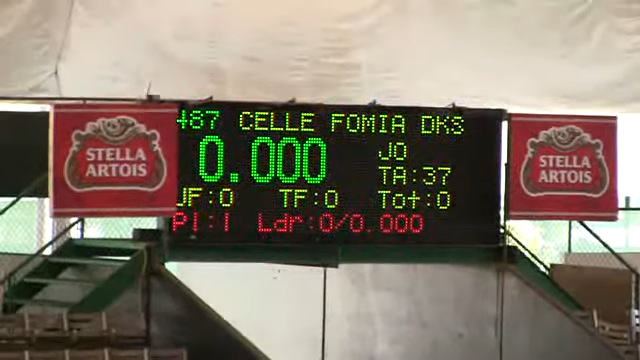 STELLA
ARTOIS
487 CELLE FOMIA DKS
0.000
JO
TA:37
JF:0 TF:0 Tot:0
Pl:1 Ldr:0/0.000
STELLA
ARTOIS